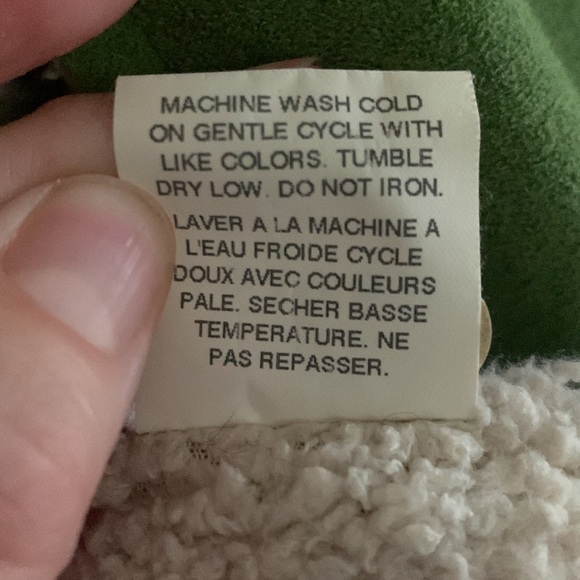 MACHINE WASH COLD
ON GENTLE CYCLE WITH
LIKE COLORS. TUMBLE
DRY LOW. DO NOT IRON.
LAVER A LA MACHINE A
L'EAU FROIDE CYCLE
DOUX AVEC COULEURS
PALE. SECHER BASSE
TEMPERATURE. NE
PAS REPASSER.